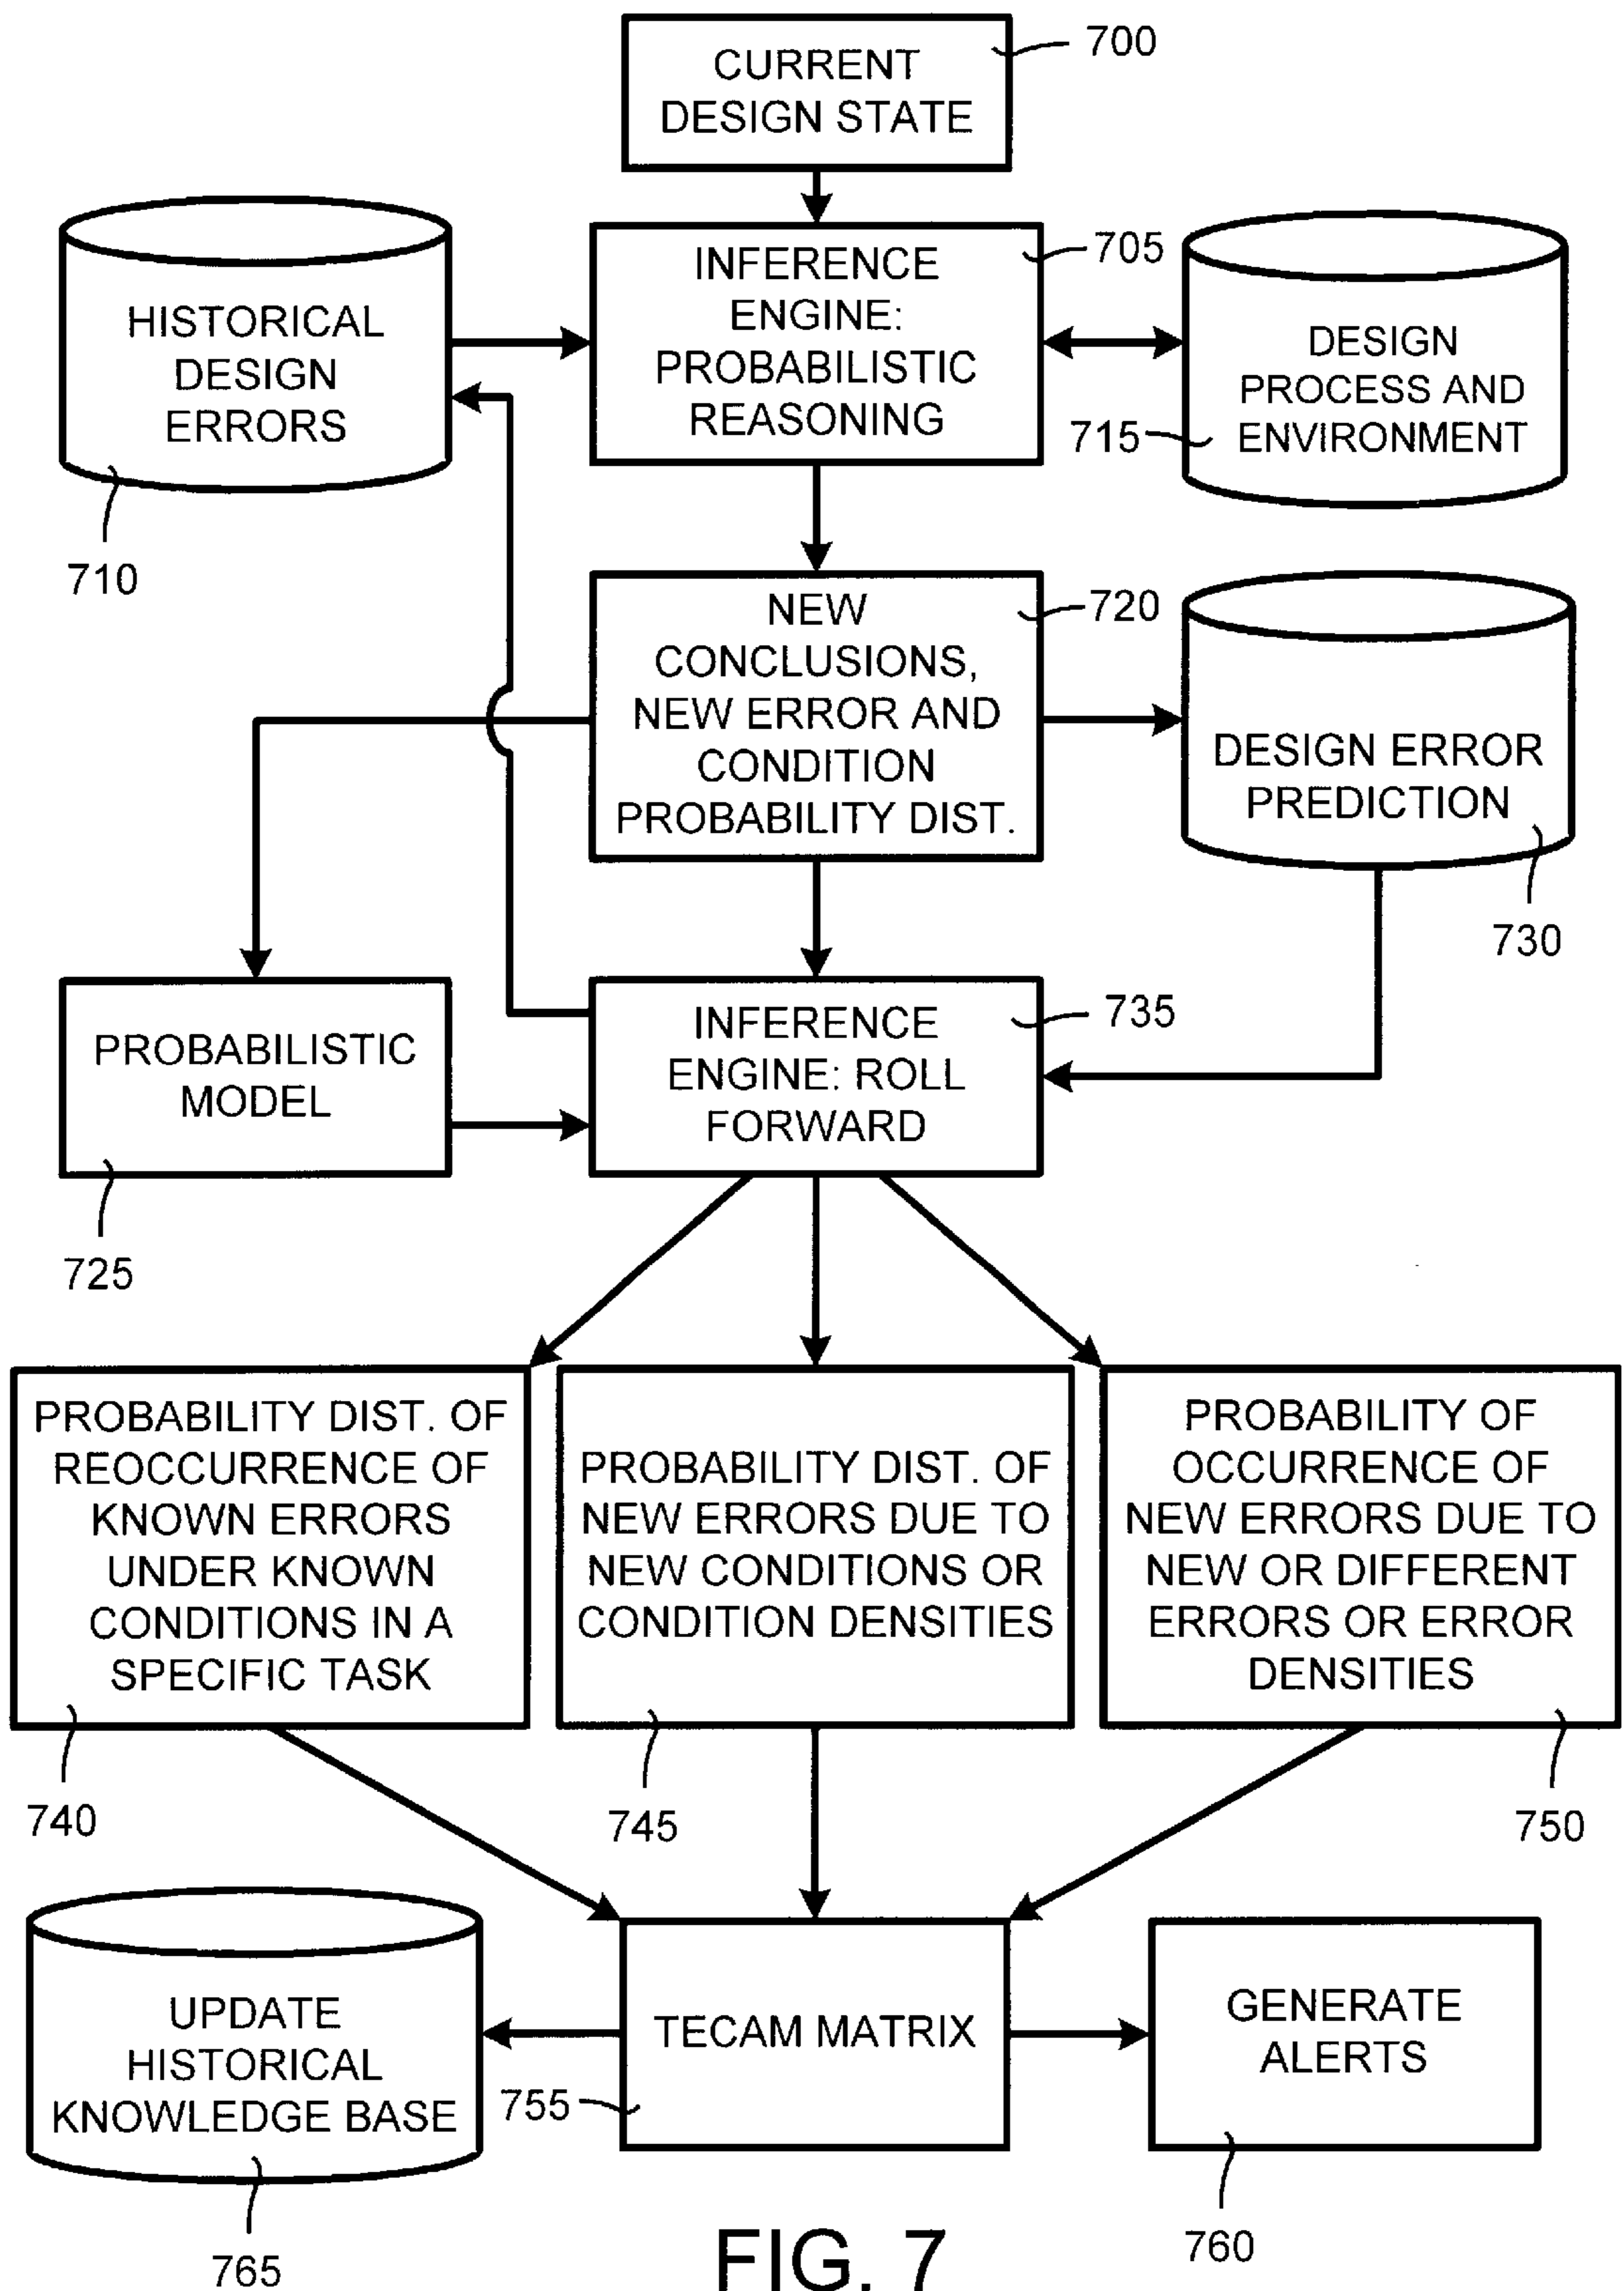 700
CURRENT
DESIGN STATE
705
INFERENCE
ENGINE:
PROBABILISTIC
REASONING
HISTORICAL
DESIGN
ERRORS
710
DESIGN
PROCESS AND
ENVIRONMENT
715
720
NEW
CONCLUSIONS,
NEW ERROR AND
CONDITION
PROBABILITY DIST.
DESIGN ERROR
PREDICTION
730
PROBABILISTIC
MODEL
725
735
INFERENCE
ENGINE: ROLL
FORWARD
PROBABILITY DIST. OF
REOCCURRENCE OF
KNOWN ERRORS
UNDER KNOWN
CONDITIONS IN A
SPECIFIC TASK
740
PROBABILITY DIST. OF
NEW ERRORS DUE TO
NEW CONDITIONS OR
CONDITION DENSITIES
745
PROBABILITY OF
OCCURRENCE OF
NEW ERRORS DUE TO
NEW OR DIFFERENT
ERRORS OR ERROR
DENSITIES
750
UPDATE
HISTORICAL
KNOWLEDGE BASE
765
TECAM MATRIX
755
GENERATE
ALERTS
760
FIG. 7